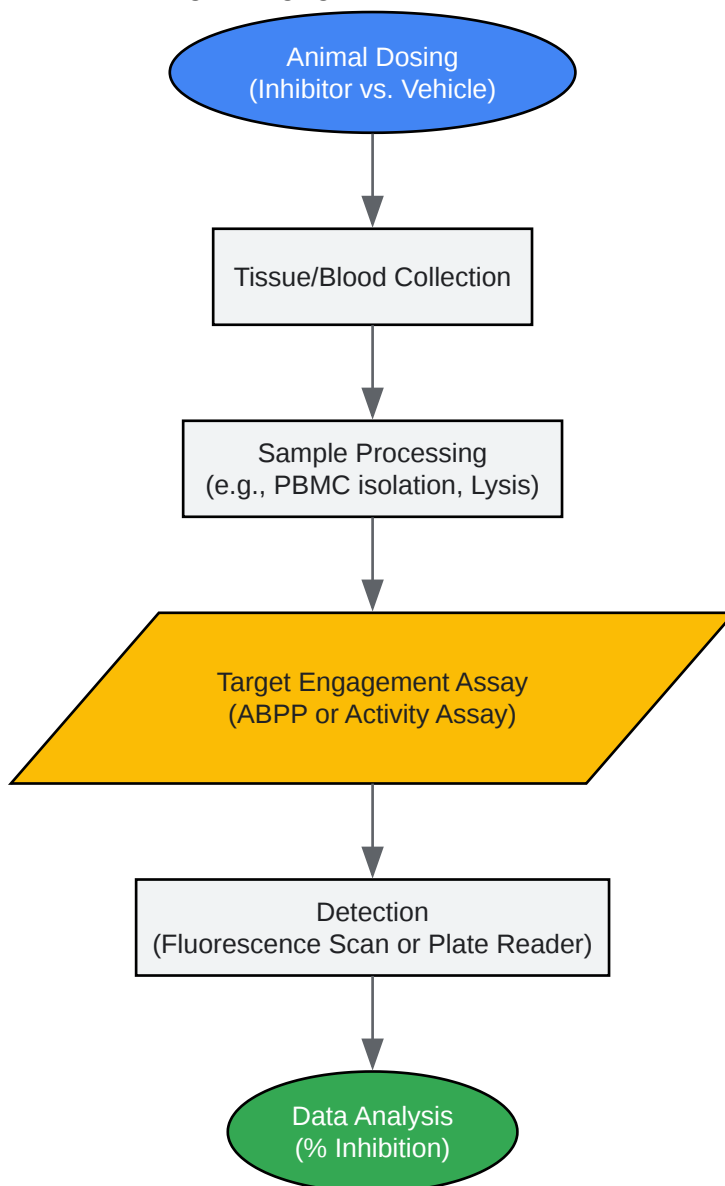 Animal Dosing
(Inhibitor vs. Vehicle)
Tissue/Blood Collection
Sample Processing
(e.g., PBMC isolation, Lysis)
Target Engagement Assay
(ABPP or Activity Assay)
Detection
(Fluorescence Scan or Plate Reader)
Data Analysis
(% Inhibition)